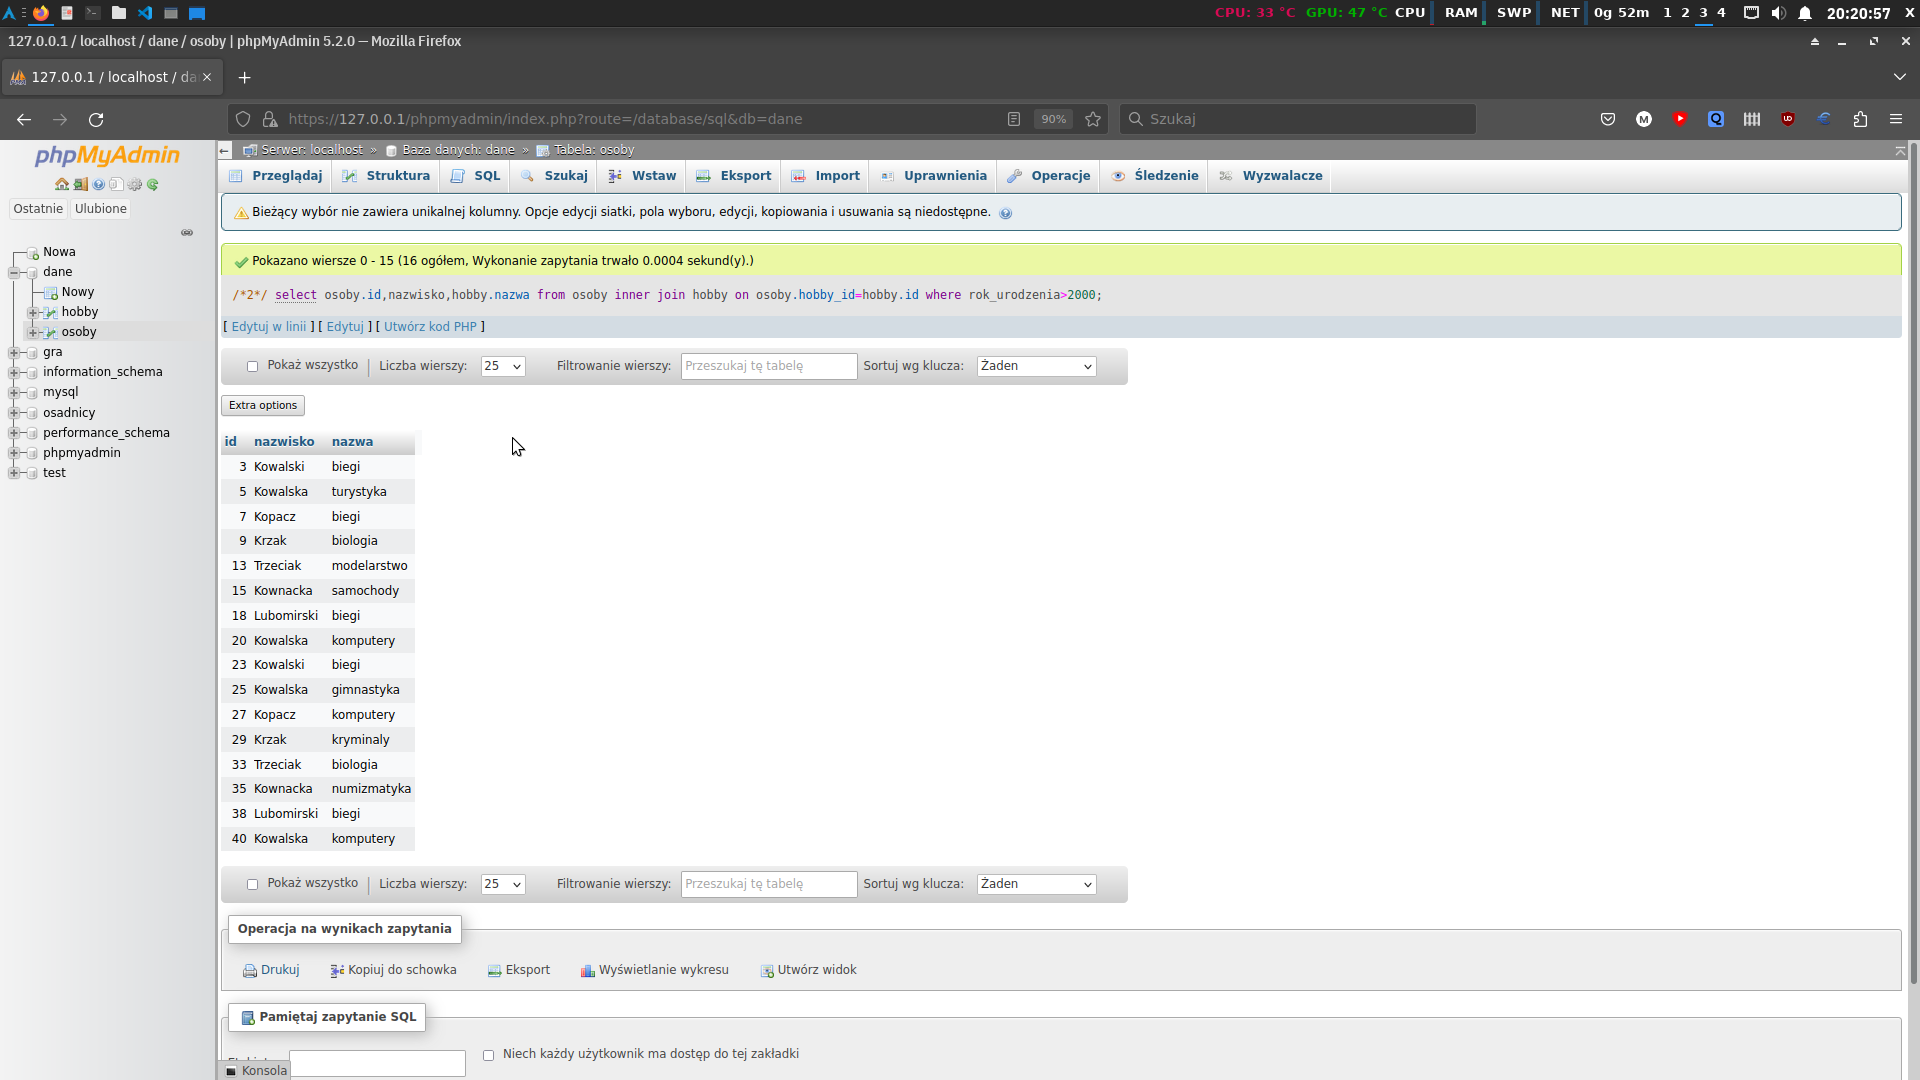 CPU: 33 °C GPU: 47 °C CPU RAM SWP NET 0g 52m 1 2 3 4 20:20:57 X
127.0.0.1 / localhost / dane / osoby | phpMyAdmin 5.2.0 — Mozilla Firefox
127.0.0.1 / localhost / da
https://127.0.0.1/phpmyadmin/index.php?route=/database/sql&db=dane 90% Szukaj
phpMyAdmin
Ostatnie Ulubione
Nowa
dane
Nowy
hobby
osoby
gra
information_schema
mysql
osadnicy
performance_schema
phpmyadmin
test
Serwer: localhost » Baza danych: dane » Tabela: osoby
Przeglądaj Struktura SQL Szukaj Wstaw Eksport Import Uprawnienia Operacje Śledzenie Wyzwalacze
Bieżący wybór nie zawiera unikalnej kolumny. Opcje edycji siatki, pola wyboru, edycji, kopiowania i usuwania są niedostępne.
Pokazano wiersze 0 - 15 (16 ogółem, Wykonanie zapytania trwało 0.0004 sekund(y).)
/*2*/ select osoby.id,nazwisko,hobby.nazwa from osoby inner join hobby on osoby.hobby_id=hobby.id where rok_urodzenia>2000;
[ Edytuj w linii ] [ Edytuj ] [ Utwórz kod PHP ]
Pokaż wszystko | Liczba wierszy: 25 Filtrowanie wierszy: Przeszukaj tę tabelę Sortuj wg klucza: Żaden
Extra options
id nazwisko nazwa
3 Kowalski biegi
5 Kowalska turystyka
7 Kopacz biegi
9 Krzak biologia
13 Trzeciak modelarstwo
15 Kownacka samochody
18 Lubomirski biegi
20 Kowalska komputery
23 Kowalski biegi
25 Kowalska gimnastyka
27 Kopacz komputery
29 Krzak kryminaly
33 Trzeciak biologia
35 Kownacka numizmatyka
38 Lubomirski biegi
40 Kowalska komputery
Pokaż wszystko | Liczba wierszy: 25 Filtrowanie wierszy: Przeszukaj tę tabelę Sortuj wg klucza: Żaden
Operacja na wynikach zapytania
Drukuj Kopiuj do schowka Eksport Wyświetlanie wykresu Utwórz widok
Pamiętaj zapytanie SQL
Niech każdy użytkownik ma dostęp do tej zakładki
Konsola